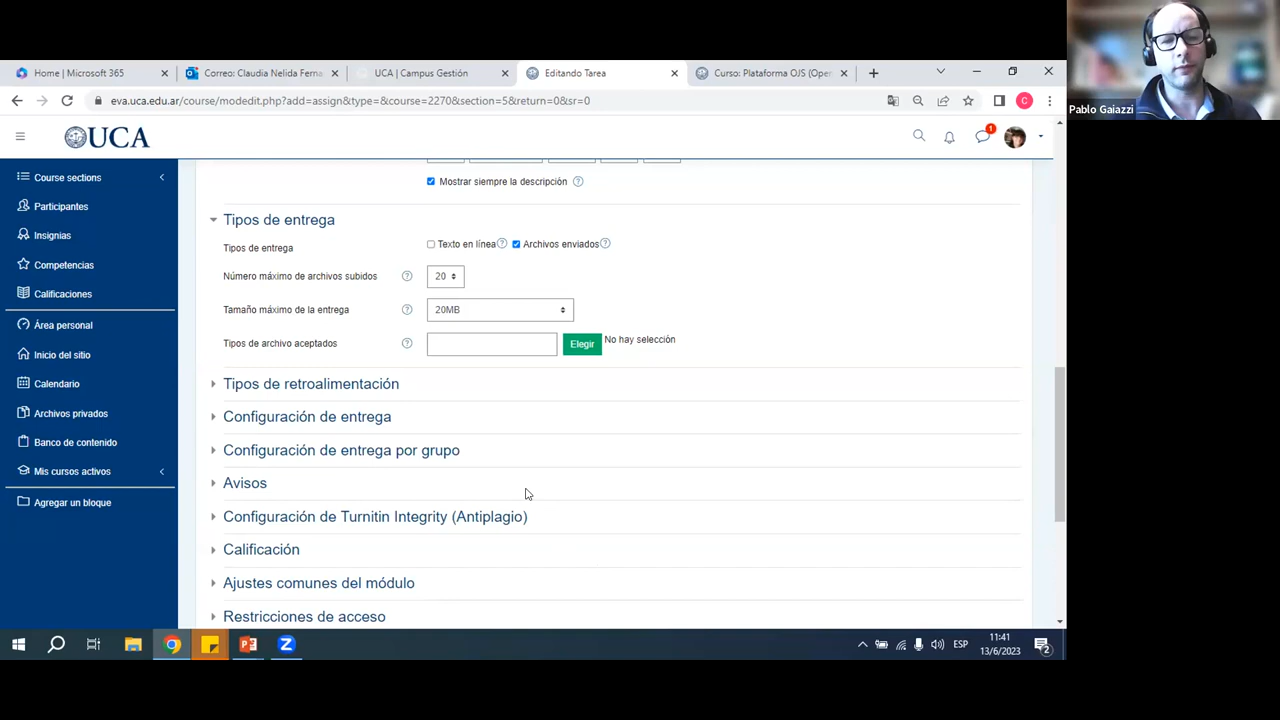 Home | Microsoft 365
Correo: Claudia Nelida Ferna
UCA | Campus Gestión
Editando Tarea
Curso: Plataforma OJS (Open
eva.uca.edu.ar/course/modedit.php?add=assign&type=&course=2270&section=5&return=0&sr=0
C
Pablo Gaiazzi
UCA
1
Course sections
Participantes
Insignias
Competencias
Calificaciones
Área personal
Inicio del sitio
Calendario
Archivos privados
Banco de contenido
Mis cursos activos
Agregar un bloque
Mostrar siempre la descripción
Tipos de entrega
Tipos de entrega
Texto en línea
Archivos enviados
Número máximo de archivos subidos
20
Tamaño máximo de la entrega
20MB
Tipos de archivo aceptados
Elegir
No hay selección
Tipos de retroalimentación
Configuración de entrega
Configuración de entrega por grupo
Avisos
Configuración de Turnitin Integrity (Antiplagio)
Calificación
Ajustes comunes del módulo
Restricciones de acceso
ESP
11:41
13/6/2023
2